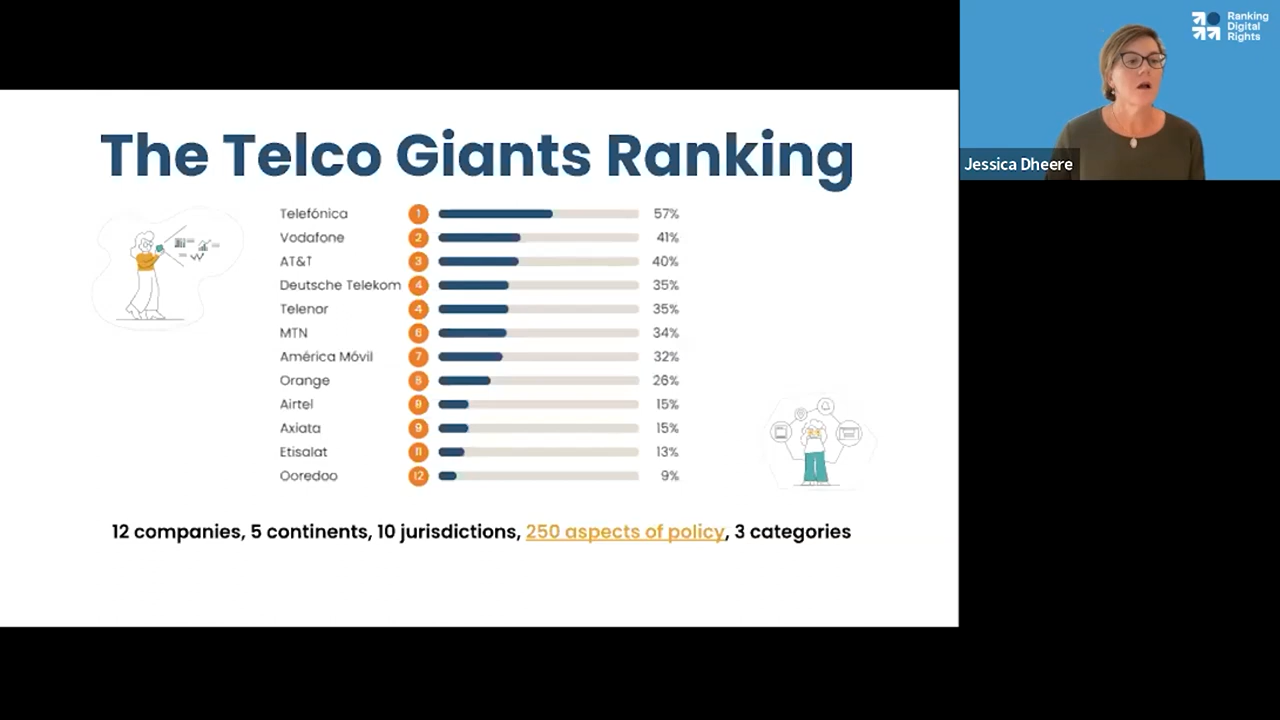 The Telco Giants Ranking
Telefónica 1 57%
Vodafone 2 41%
AT&T 3 40%
Deutsche Telekom 4 35%
Telenor 4 35%
MTN 6 34%
América Móvil 7 32%
Orange 8 26%
Airtel 9 15%
Axiata 9 15%
Etisalat 11 13%
Ooredoo 12 9%
12 companies, 5 continents, 10 jurisdictions, 250 aspects of policy, 3 categories
Ranking
Digital
Rights
Jessica Dheere